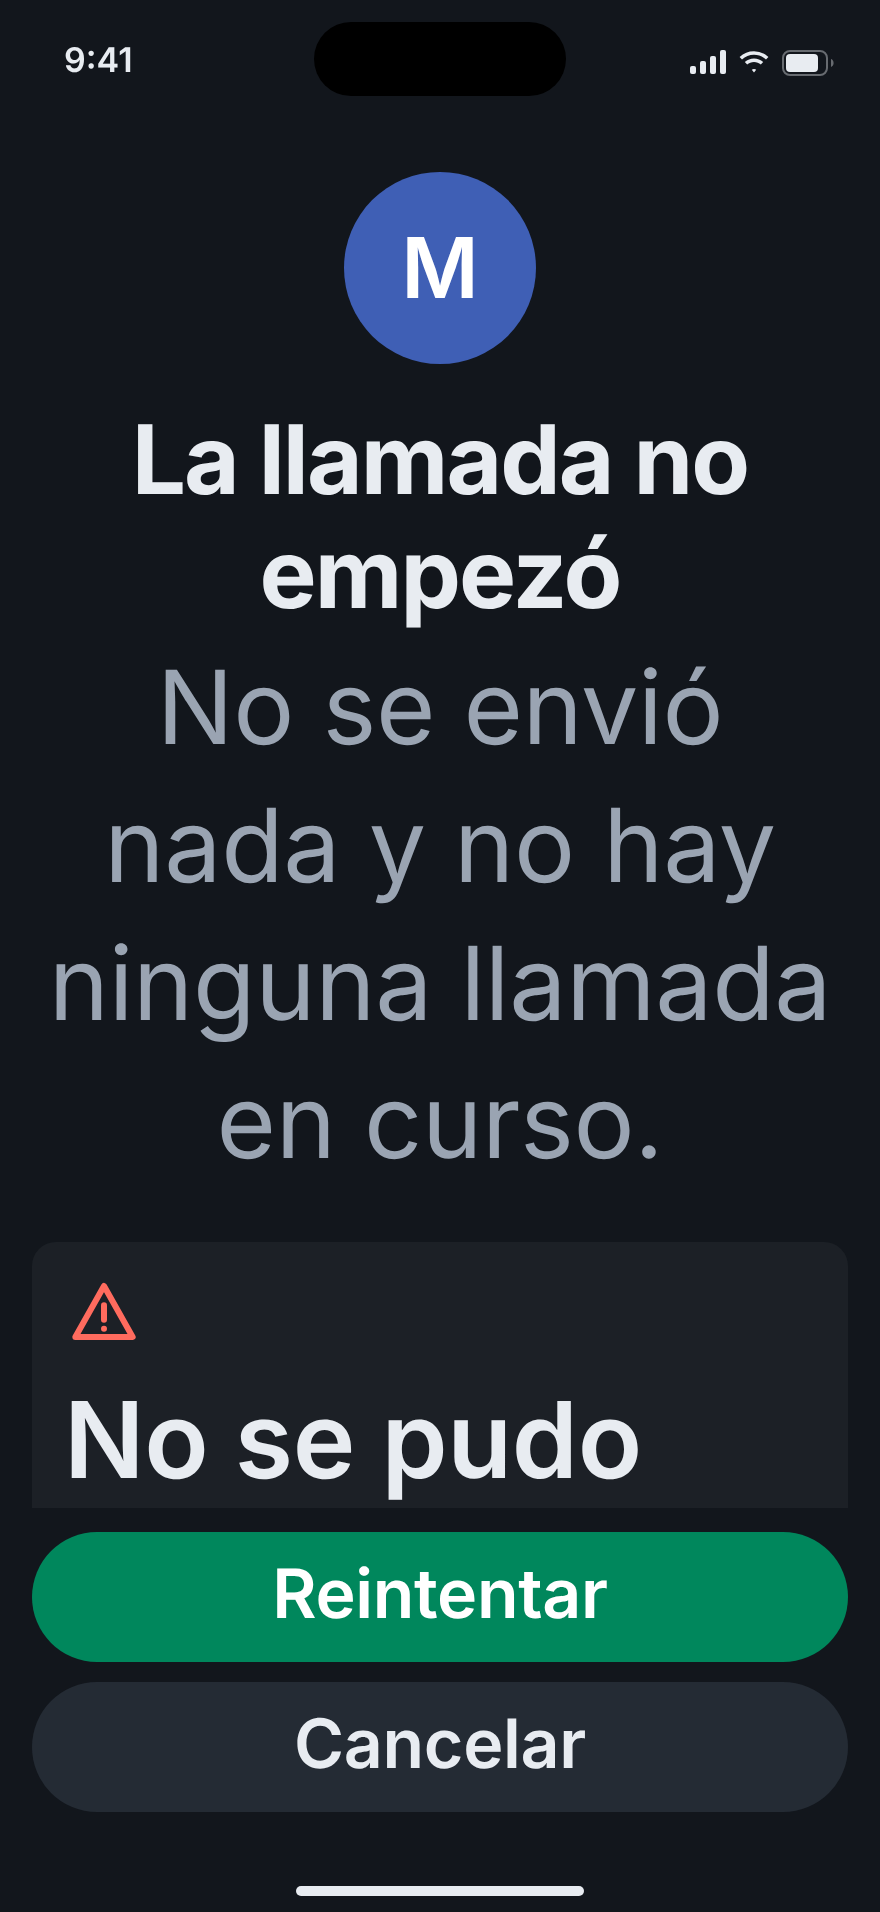 9:41
M
La llamada no
empezó
No se envió
nada y no hay
ninguna llamada
en curso.
No se pudo
Reintentar
Cancelar